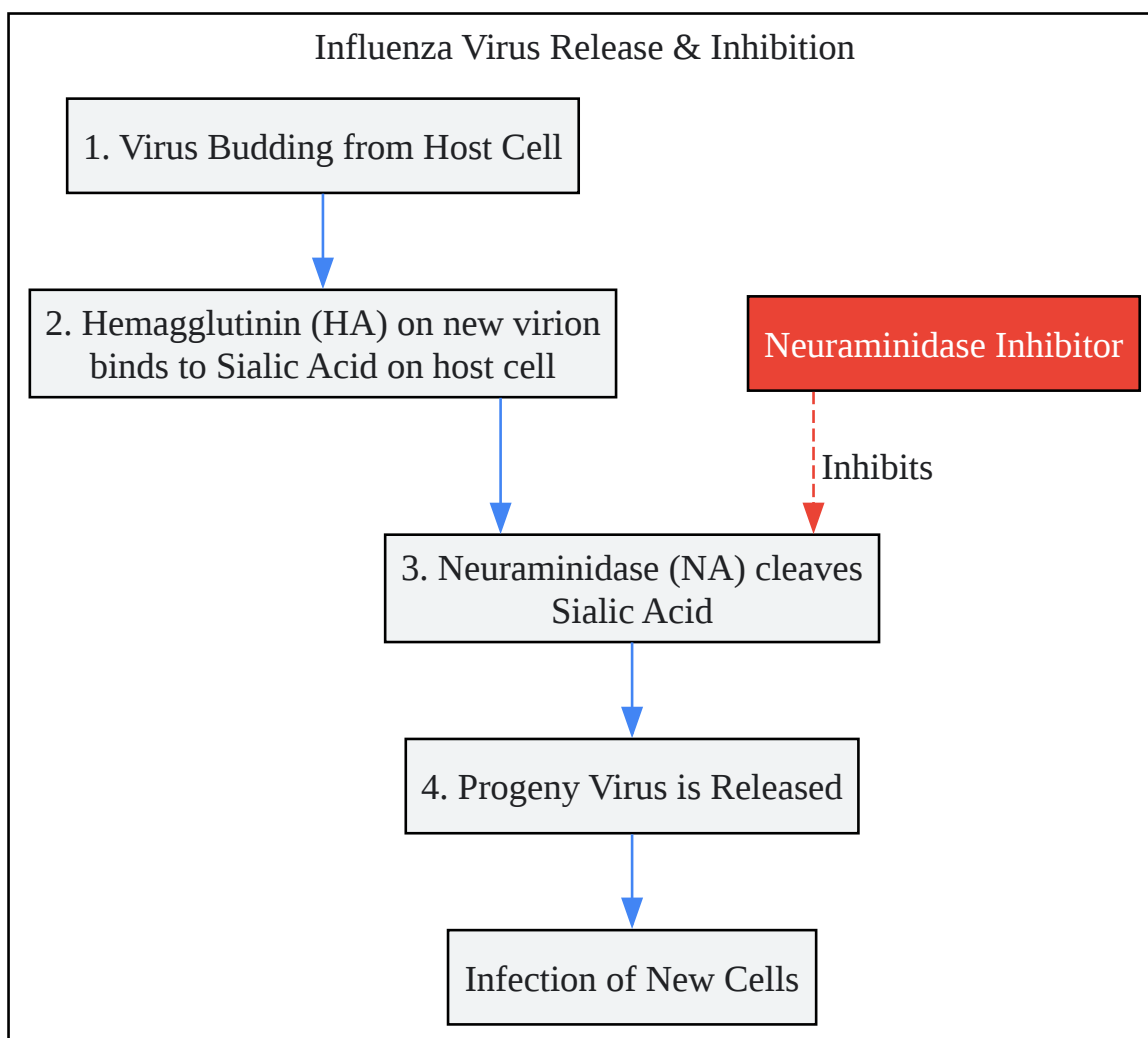 Influenza Virus Release & Inhibition
1. Virus Budding from Host Cell
2. Hemagglutinin (HA) on new virion
binds to Sialic Acid on host cell
Neuraminidase Inhibitor
Inhibits
3. Neuraminidase (NA) cleaves
Sialic Acid
4. Progeny Virus is Released
Infection of New Cells